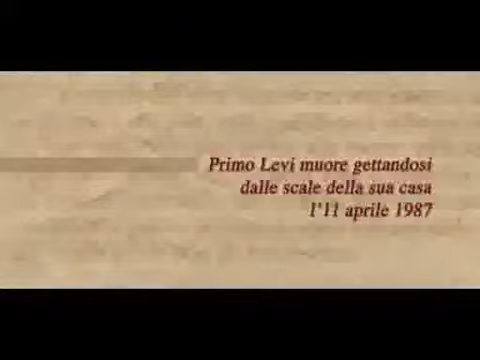 Primo Levi muore gettandosi
dalle scale della sua casa
l'11 aprile 1987